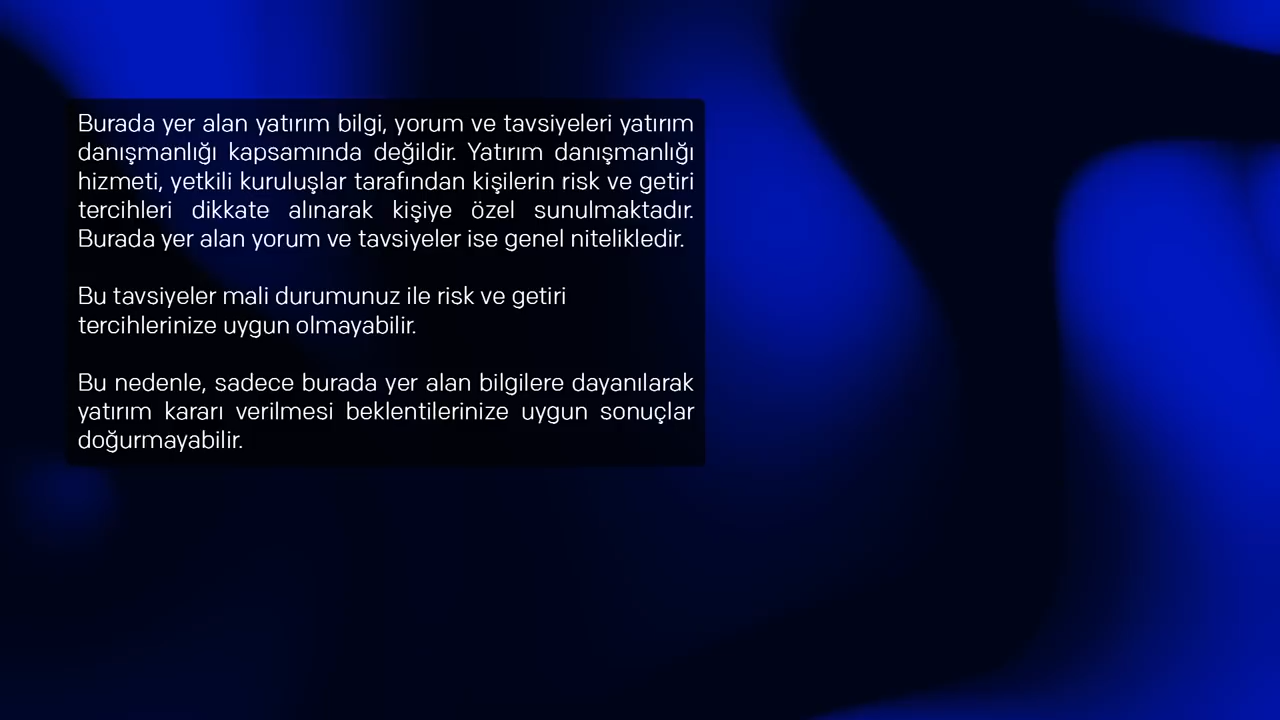 Burada yer alan yatırım bilgi, yorum ve tavsiyeleri yatırım
danışmanlığı kapsamında değildir. Yatırım danışmanlığı
hizmeti, yetkili kuruluşlar tarafından kişilerin risk ve getiri
tercihleri dikkate alınarak kişiye özel sunulmaktadır.
Burada yer alan yorum ve tavsiyeler ise genel nitelikledir.
Bu tavsiyeler mali durumunuz ile risk ve getiri
tercihlerinize uygun olmayabilir.
Bu nedenle, sadece burada yer alan bilgilere dayanılarak
yatırım kararı verilmesi beklentilerinize uygun sonuçlar
doğurmayabilir.